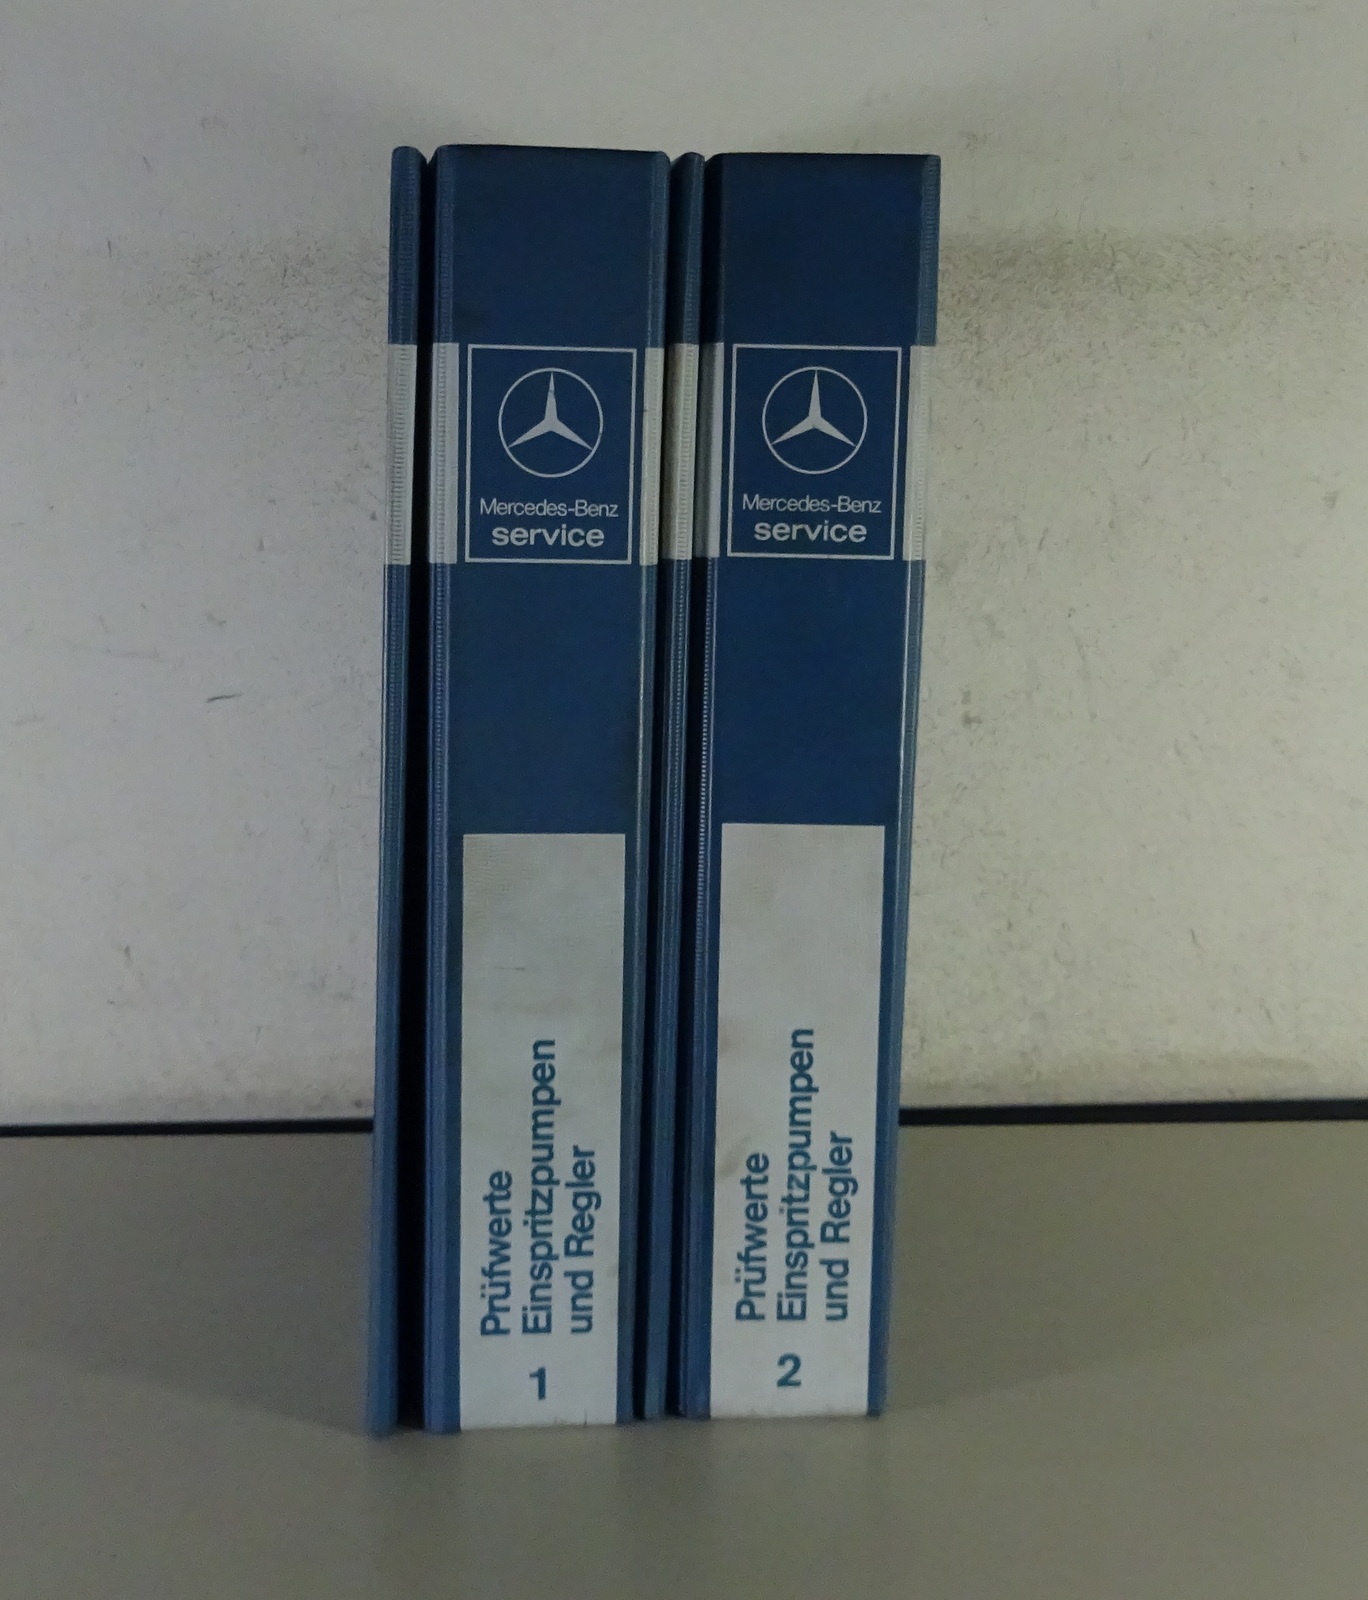 Mercedes-Benz
service
Prüfwerte
Einspritzpumpen
und Regler
1
Mercedes-Benz
service
Prüfwerte
Einspritzpumpen
und Regler
2